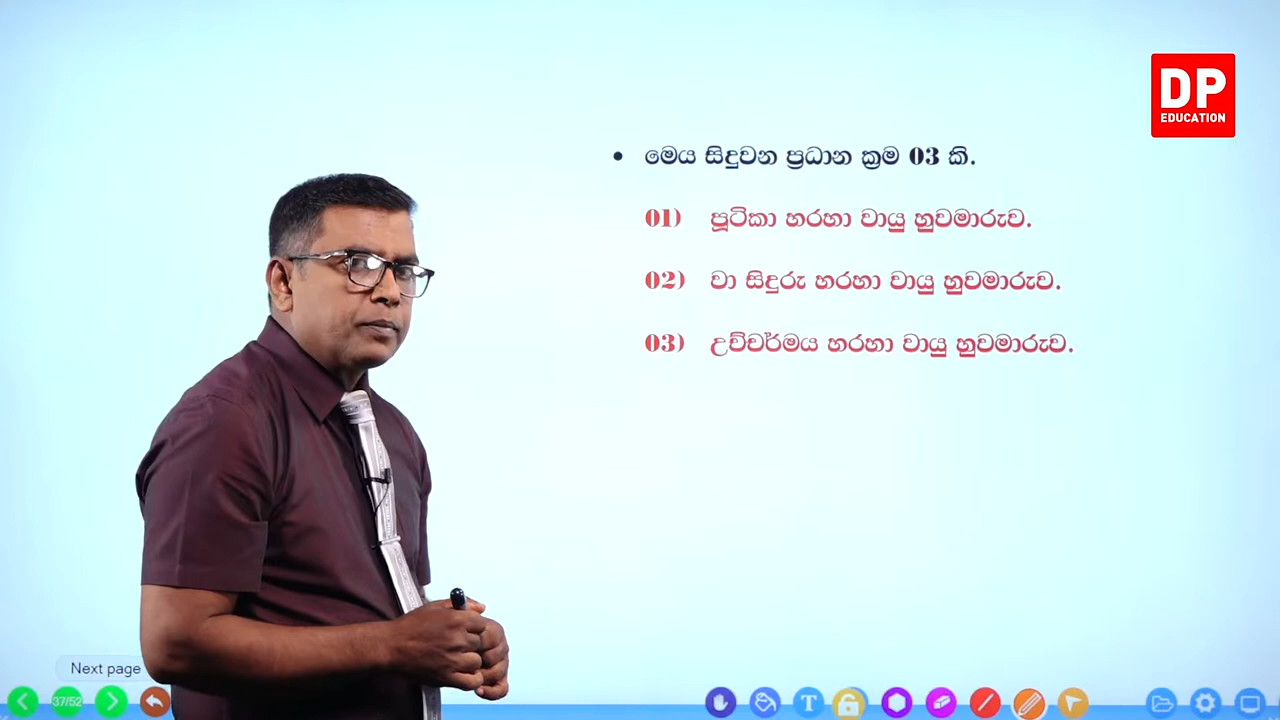 DP
EDUCATION
• මෙය සිදුවන ප්‍රධාන ක්‍රම 03 කි.
01) පූටිකා හරහා වායු හුවමාරුව.
02) වා සිදුරු හරහා වායු හුවමාරුව.
03) උච්චර්මය හරහා වායු හුවමාරුව.
Next page
37/52
T